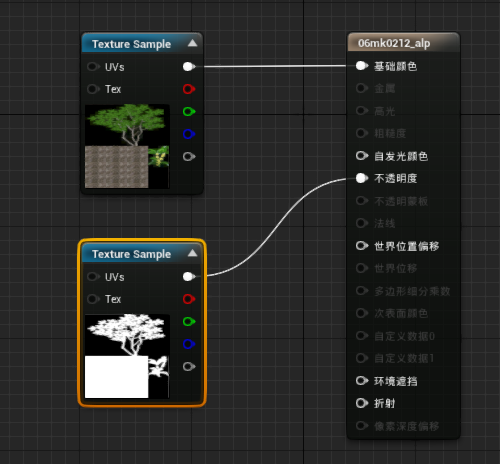 Texture Sample
UVs
Tex
Texture Sample
UVs
Tex
06mk0212_alp
基础颜色
金属
高光
粗糙度
自发光颜色
不透明度
不透明蒙板
法线
世界位置偏移
世界位移
多边形细分乘数
次表面颜色
自定义数据0
自定义数据1
环境遮挡
折射
像素深度偏移